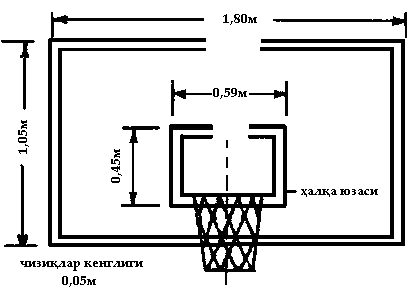 1,80м
0,59м
1,05м
0,45м
ҳалқа юзаси
чизиқлар кенглиги
0,05м